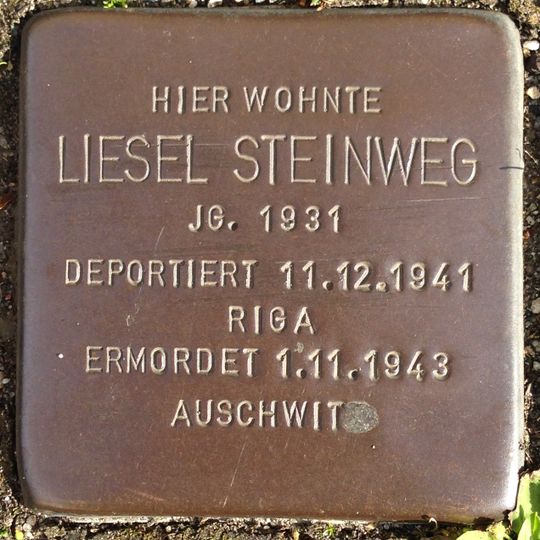 HIER WOHNTE
LIESEL STEINWEG
JG. 1931
DEPORTIERT 11.12.1941
RIGA
ERMORDET 1.11.1943
AUSCHWIT